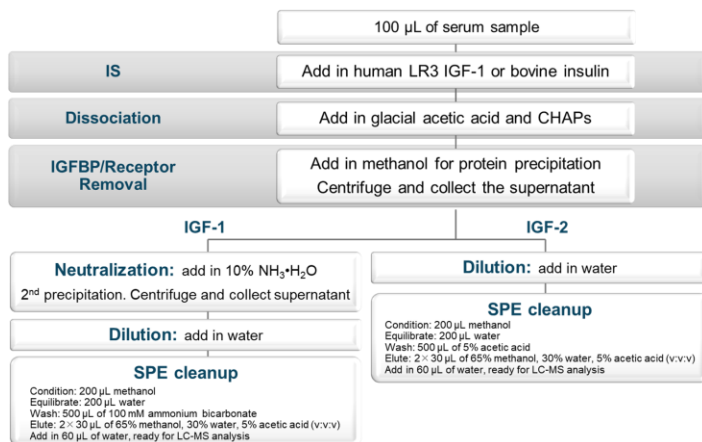 100 µL of serum sample
IS
Add in human LR3 IGF-1 or bovine insulin
Dissociation
Add in glacial acetic acid and CHAPs
IGFBP/Receptor
Removal
Add in methanol for protein precipitation
Centrifuge and collect the supernatant
IGF-1
IGF-2
Neutralization: add in 10% NH₃•H₂O
2nd precipitation. Centrifuge and collect supernatant
Dilution: add in water
SPE cleanup
Condition: 200 µL methanol
Equilibrate: 200 µL water
Wash: 500 µL of 100 mM ammonium bicarbonate
Elute: 2× 30 µL of 65% methanol, 30% water, 5% acetic acid (v:v:v)
Add in 60 µL of water, ready for LC-MS analysis
Dilution: add in water
SPE cleanup
Condition: 200 µL methanol
Equilibrate: 200 µL water
Wash: 500 µL of 5% acetic acid
Elute: 2× 30 µL of 65% methanol, 30% water, 5% acetic acid (v:v:v)
Add in 60 µL of water, ready for LC-MS analysis